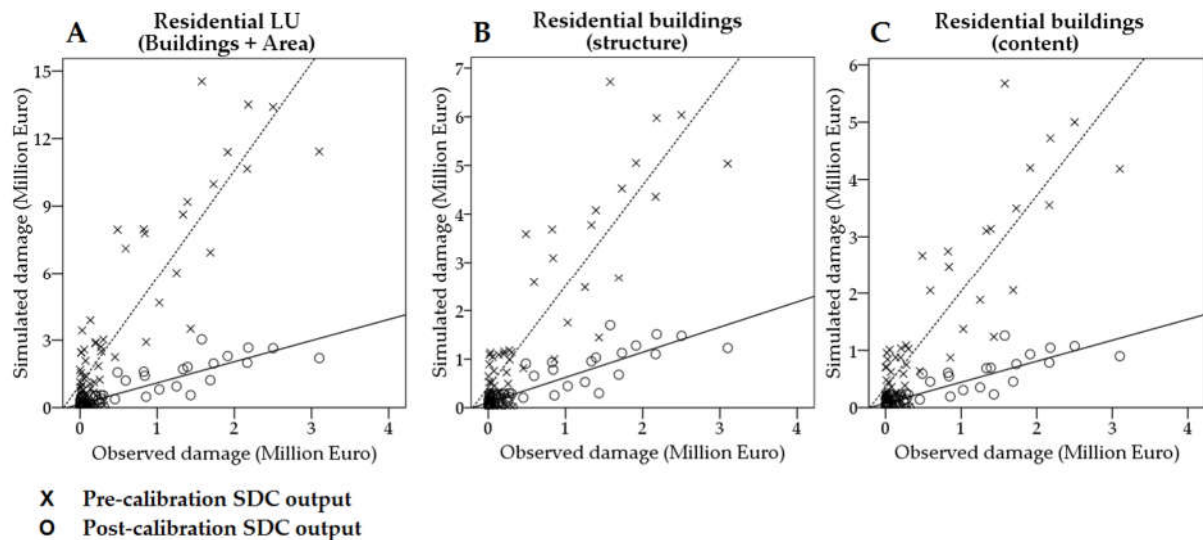 A
Residential LU
(Buildings + Area)
Simulated damage (Million Euro)
15
12
9
6
3
0
0 1 2 3 4
Observed damage (Million Euro)
B
Residential buildings
(structure)
Simulated damage (Million Euro)
7
6
5
4
3
2
1
0
0 1 2 3 4
Observed damage (Million Euro)
C
Residential buildings
(content)
Simulated damage (Million Euro)
6
5
4
3
2
1
0
0 1 2 3 4
Observed damage (Million Euro)
X Pre-calibration SDC output
O Post-calibration SDC output